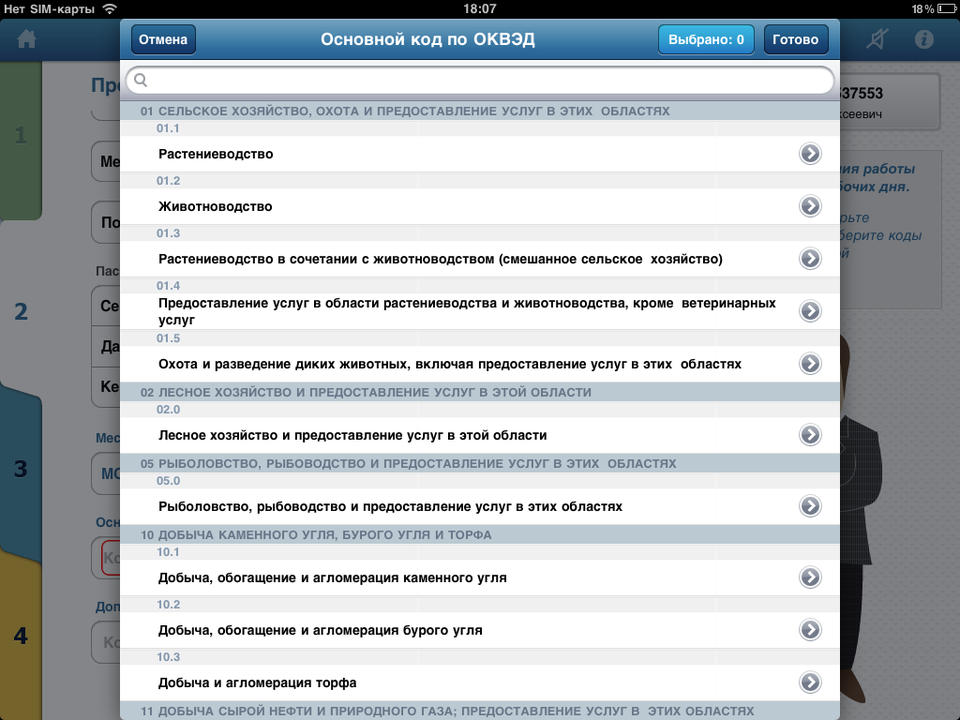 Нет SIM-карты
18:07
18%
Отмена
Основной код по ОКВЭД
Выбрано: 0
Готово
01 СЕЛЬСКОЕ ХОЗЯЙСТВО, ОХОТА И ПРЕДОСТАВЛЕНИЕ УСЛУГ В ЭТИХ ОБЛАСТЯХ
01.1
Растениеводство
01.2
Животноводство
01.3
Растениеводство в сочетании с животноводством (смешанное сельское хозяйство)
01.4
Предоставление услуг в области растениеводства и животноводства, кроме ветеринарных
услуг
01.5
Охота и разведение диких животных, включая предоставление услуг в этих областях
02 ЛЕСНОЕ ХОЗЯЙСТВО И ПРЕДОСТАВЛЕНИЕ УСЛУГ В ЭТОЙ ОБЛАСТИ
02.0
Лесное хозяйство и предоставление услуг в этой области
05 РЫБОЛОВСТВО, РЫБОВОДСТВО И ПРЕДОСТАВЛЕНИЕ УСЛУГ В ЭТИХ ОБЛАСТЯХ
05.0
Рыболовство, рыбоводство и предоставление услуг в этих областях
10 ДОБЫЧА КАМЕННОГО УГЛЯ, БУРОГО УГЛЯ И ТОРФА
10.1
Добыча, обогащение и агломерация каменного угля
10.2
Добыча, обогащение и агломерация бурого угля
10.3
Добыча и агломерация торфа
11 ДОБЫЧА СЫРОЙ НЕФТИ И ПРИРОДНОГО ГАЗА; ПРЕДОСТАВЛЕНИЕ УСЛУГ В ЭТИХ ОБЛАСТЯХ
1
2
3
4
Пр
Ме
По
Пас
Се
Да
Ке
Мес
МО
Осн
Ко
Доп
Ко
537553
ксеевич
ния работы
бочих дня.
рьте
берите коды
й